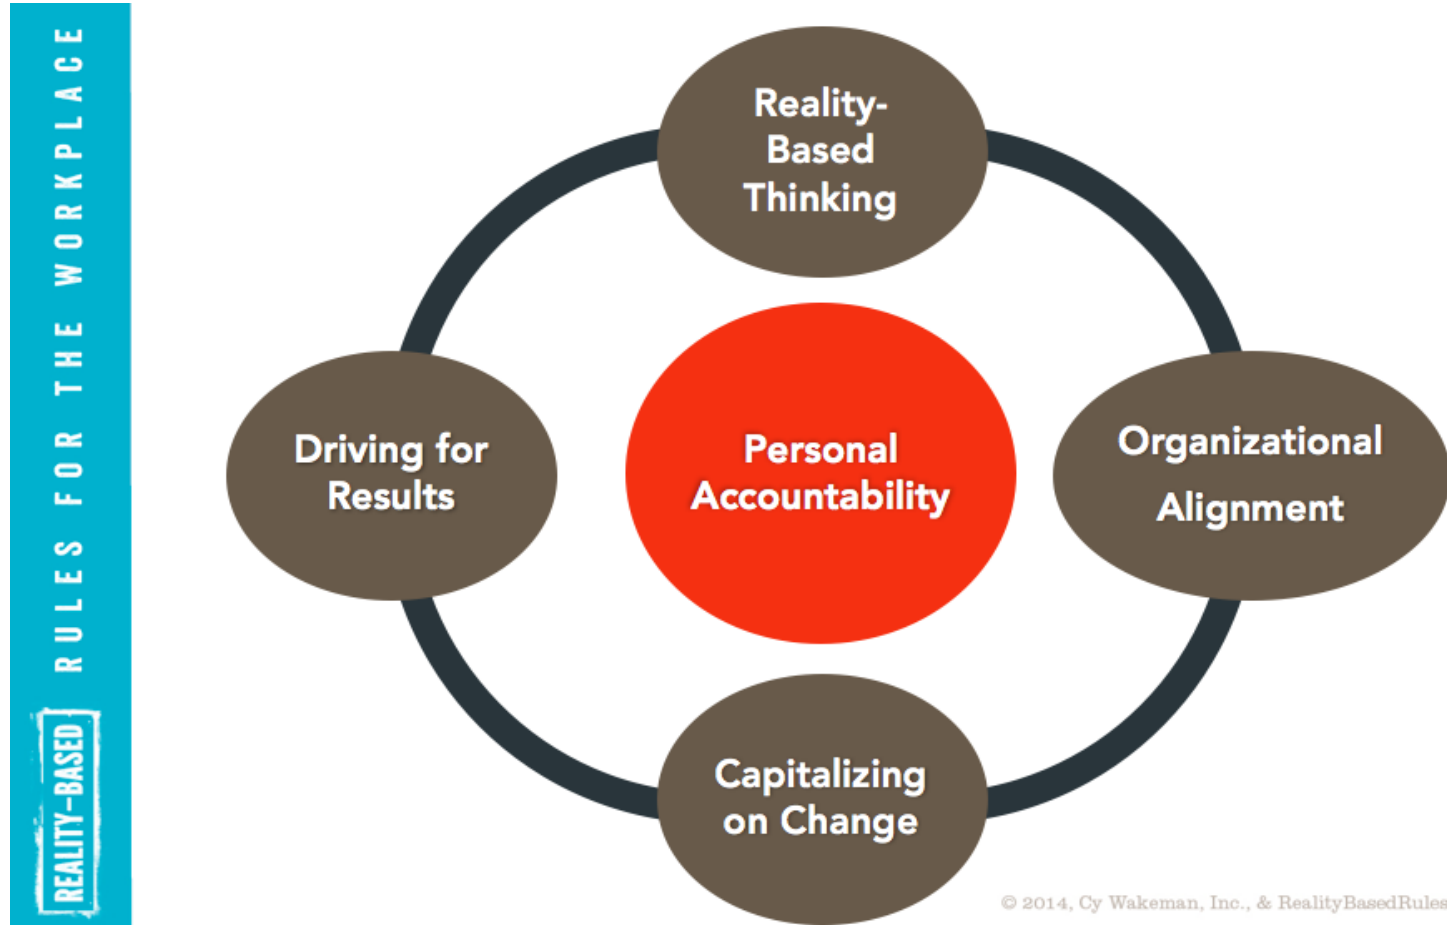 REALITY-BASED RULES FOR THE WORKPLACE
Reality-
Based
Thinking
Driving for
Results
Personal
Accountability
Organizational
Alignment
Capitalizing
on Change
© 2014, Cy Wakeman, Inc., & RealityBasedRules